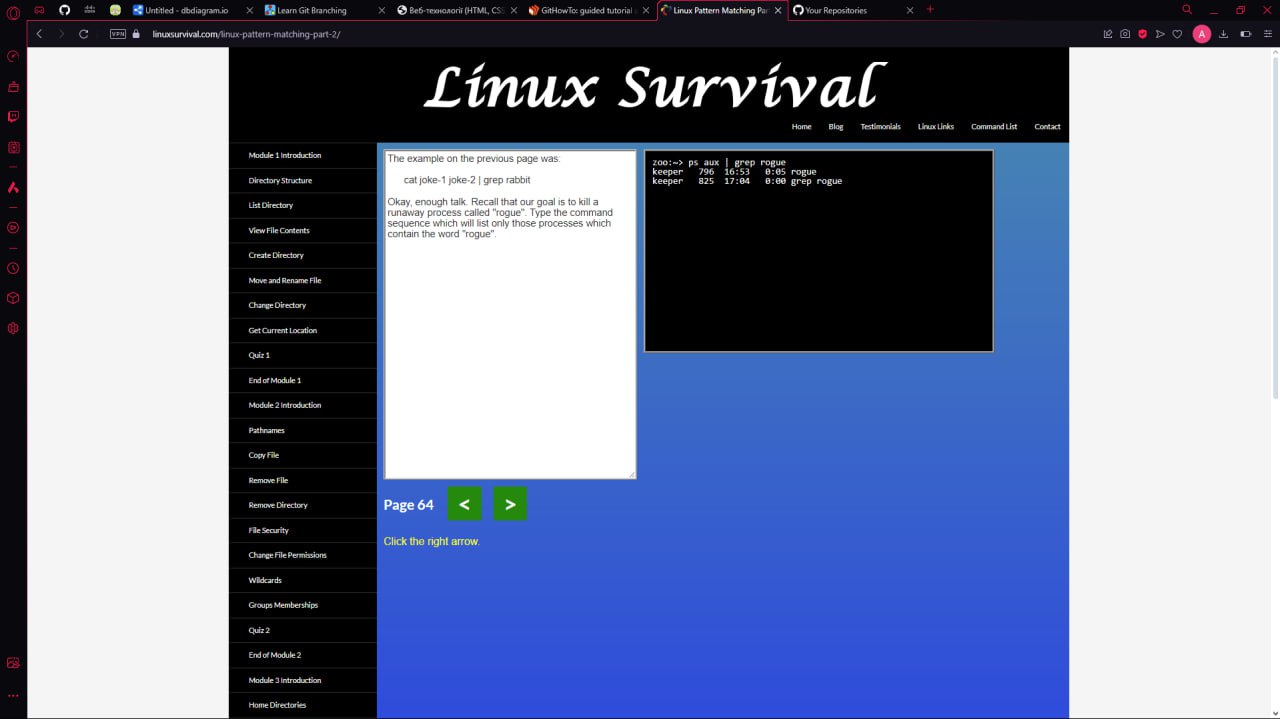 Untitled - dbdiagram.io
Learn Git Branching
Веб-технології (HTML, CSS
GitHowTo: guided tutorial a
Linux Pattern Matching Par
Your Repositories
VPN
linuxsurvival.com/linux-pattern-matching-part-2/
A
Linux Survival
Home
Blog
Testimonials
Linux Links
Command List
Contact
Module 1 Introduction
Directory Structure
List Directory
View File Contents
Create Directory
Move and Rename File
Change Directory
Get Current Location
Quiz 1
End of Module 1
Module 2 Introduction
Pathnames
Copy File
Remove File
Remove Directory
File Security
Change File Permissions
Wildcards
Groups Memberships
Quiz 2
End of Module 2
Module 3 Introduction
Home Directories
The example on the previous page was:
cat joke-1 joke-2 | grep rabbit
Okay, enough talk. Recall that our goal is to kill a
runaway process called "rogue". Type the command
sequence which will list only those processes which
contain the word "rogue".
zoo:~> ps aux | grep rogue
keeper 796 16:53 0:05 rogue
keeper 825 17:04 0:00 grep rogue
Page 64
<
>
Click the right arrow.